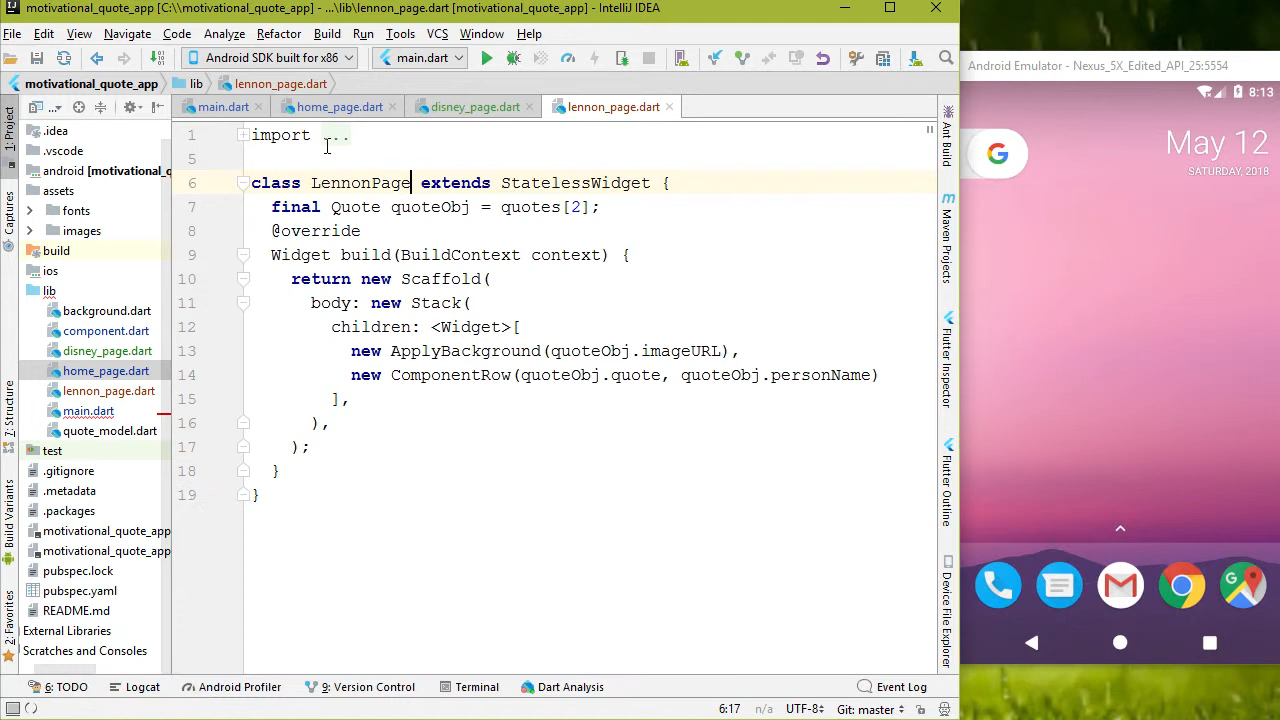 motivational_quote_app [C:\\motivational_quote_app] - ...\lib\lennon_page.dart [motivational_quote_app] - IntelliJ IDEA
File Edit View Navigate Code Analyze Refactor Build Run Tools VCS Window Help
Android SDK built for x86 main.dart
motivational_quote_app lib lennon_page.dart
... main.dart home_page.dart disney_page.dart lennon_page.dart
1 import ...
5
6 class LennonPage extends StatelessWidget {
7 final Quote quoteObj = quotes[2];
8 @override
9 Widget build(BuildContext context) {
10 return new Scaffold(
11 body: new Stack(
12 children: <Widget>[
13 new ApplyBackground(quoteObj.imageURL),
14 new ComponentRow(quoteObj.quote, quoteObj.personName)
15 ],
16 ),
17 );
18 }
19 }
.idea
.vscode
android [motivational_q
assets
fonts
images
build
ios
lib
background.dart
component.dart
disney_page.dart
home_page.dart
lennon_page.dart
main.dart
quote_model.dart
test
.gitignore
.metadata
.packages
motivational_quote_app
motivational_quote_app
pubspec.lock
pubspec.yaml
README.md
External Libraries
Scratches and Consoles
1: Project
Captures
7: Structure
Build Variants
2: Favorites
Ant Build
Maven Projects
Flutter Inspector
Flutter Outline
Device File Explorer
6: TODO Logcat Android Profiler 9: Version Control Terminal Dart Analysis Event Log
6:17 n/a UTF-8 Git: master
Android Emulator - Nexus_5X_Edited_API_25:5554
8:13
G
May 12
SATURDAY, 2018